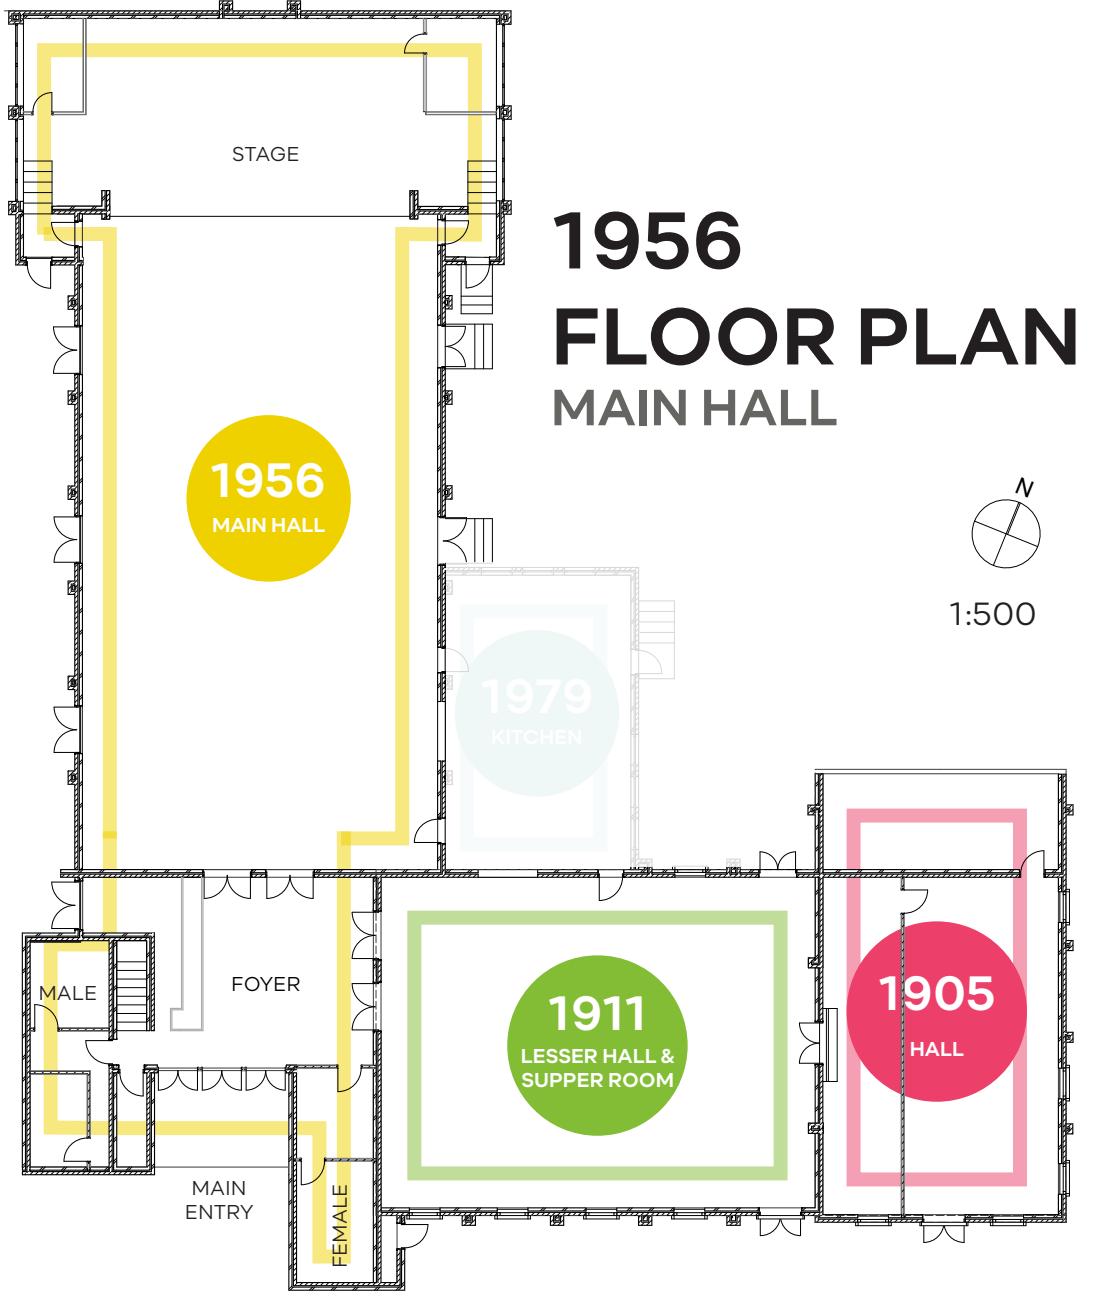 STAGE
1956
FLOOR PLAN
MAIN HALL
1956
MAIN HALL
N
1:500
1979
KITCHEN
MALE
FOYER
1911
LESSER HALL &
SUPPER ROOM
1905
HALL
MAIN
ENTRY
FEMALE